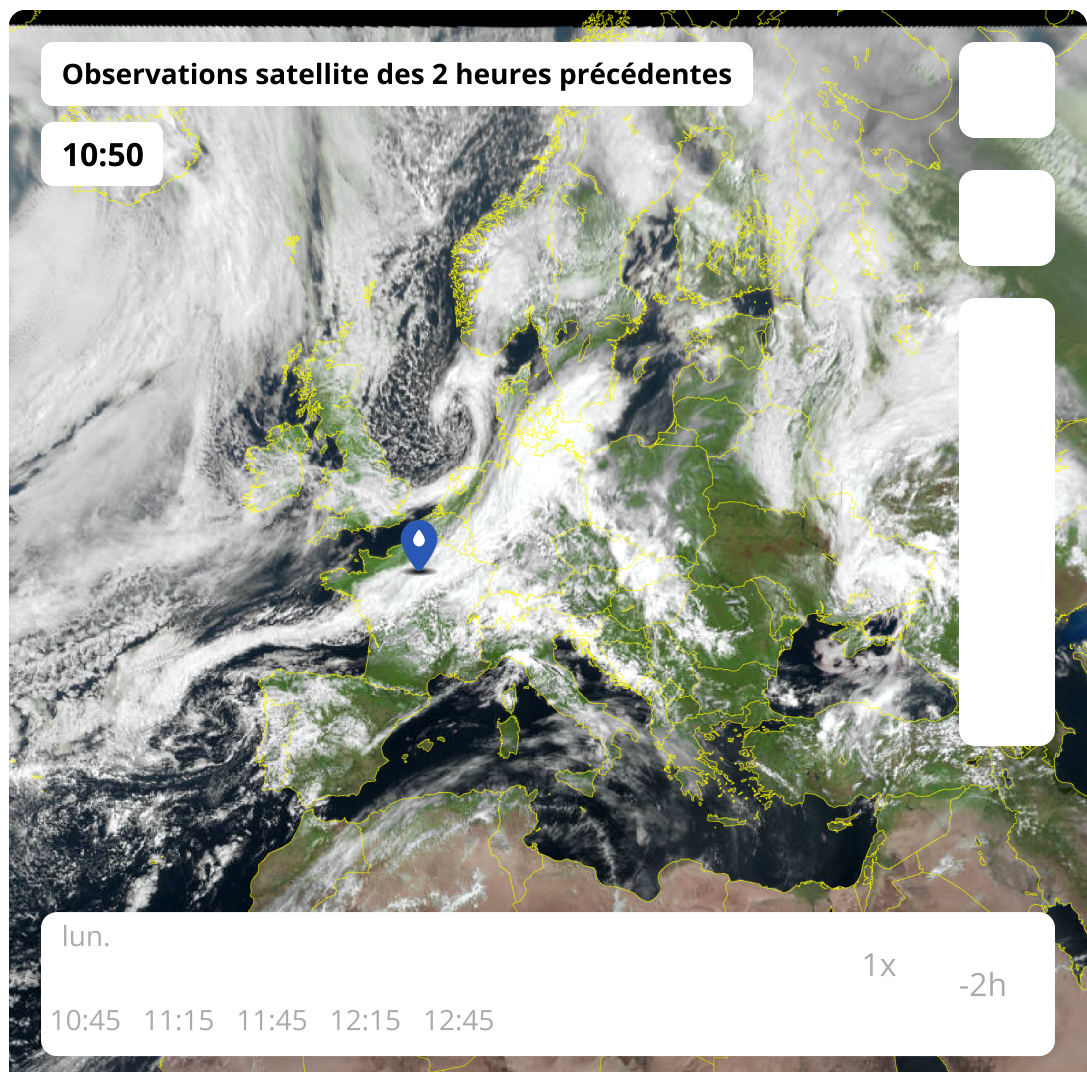 Observations satellite des 2 heures précédentes
10:50
lun.
1x
-2h
10:45 11:15 11:45 12:15 12:45